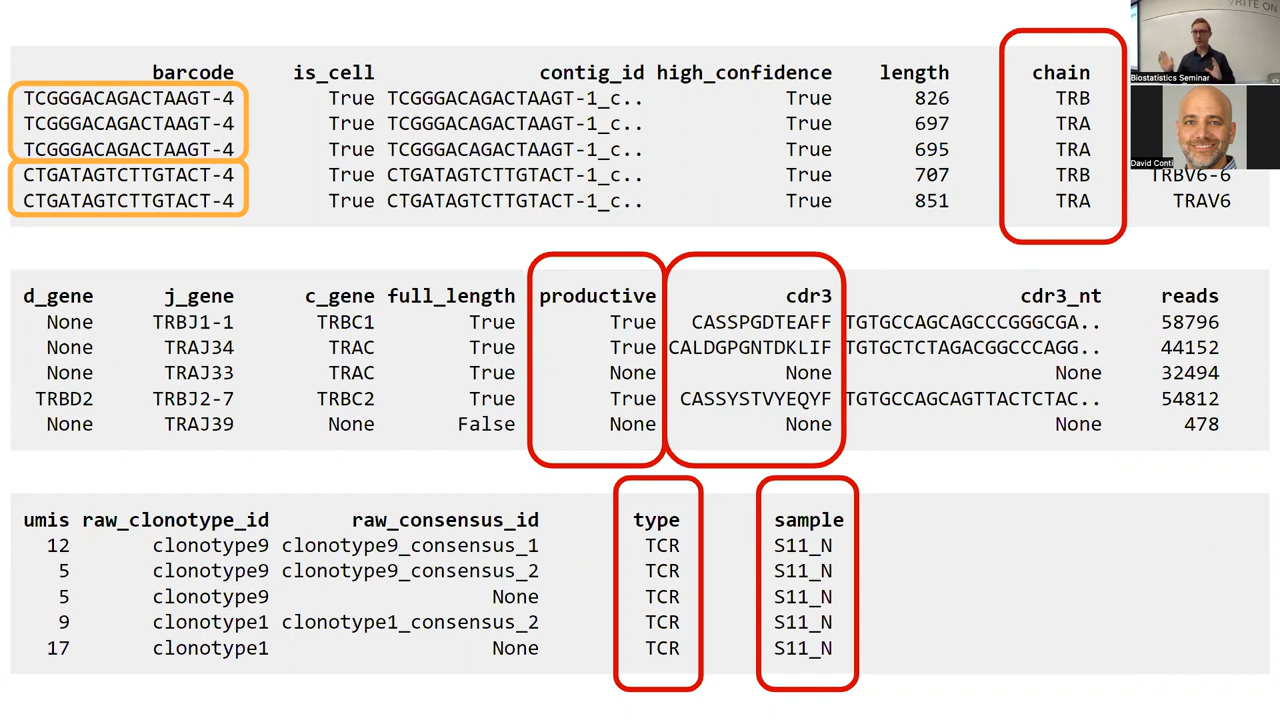 barcode is_cell contig_id high_confidence length chain
TCGGGACAGACTAAGT-4 True TCGGGACAGACTAAGT-1_c.. True 826 TRB
TCGGGACAGACTAAGT-4 True TCGGGACAGACTAAGT-1_c.. True 697 TRA
TCGGGACAGACTAAGT-4 True TCGGGACAGACTAAGT-1_c.. True 695 TRA
CTGATAGTCTTGTACT-4 True CTGATAGTCTTGTACT-1_c.. True 707 TRB TRBV6-6
CTGATAGTCTTGTACT-4 True CTGATAGTCTTGTACT-1_c.. True 851 TRA TRAV6
WRITE ON
Biostatistics Seminar
David Conti
d_gene j_gene c_gene full_length productive cdr3 cdr3_nt reads
None TRBJ1-1 TRBC1 True True CASSPGDTEAFF TGTGCCAGCAGCCCGGGCGA.. 58796
None TRAJ34 TRAC True True CALDGPGNTDKLIF TGTGCTCTAGACGGCCCAGG.. 44152
None TRAJ33 TRAC True None None None 32494
TRBD2 TRBJ2-7 TRBC2 True True CASSYSTVYEQYF TGTGCCAGCAGTTACTCTAC.. 54812
None TRAJ39 None False None None None 478
umis raw_clonotype_id raw_consensus_id type sample
12 clonotype9 clonotype9_consensus_1 TCR S11_N
5 clonotype9 clonotype9_consensus_2 TCR S11_N
5 clonotype9 None TCR S11_N
9 clonotype1 clonotype1_consensus_2 TCR S11_N
17 clonotype1 None TCR S11_N